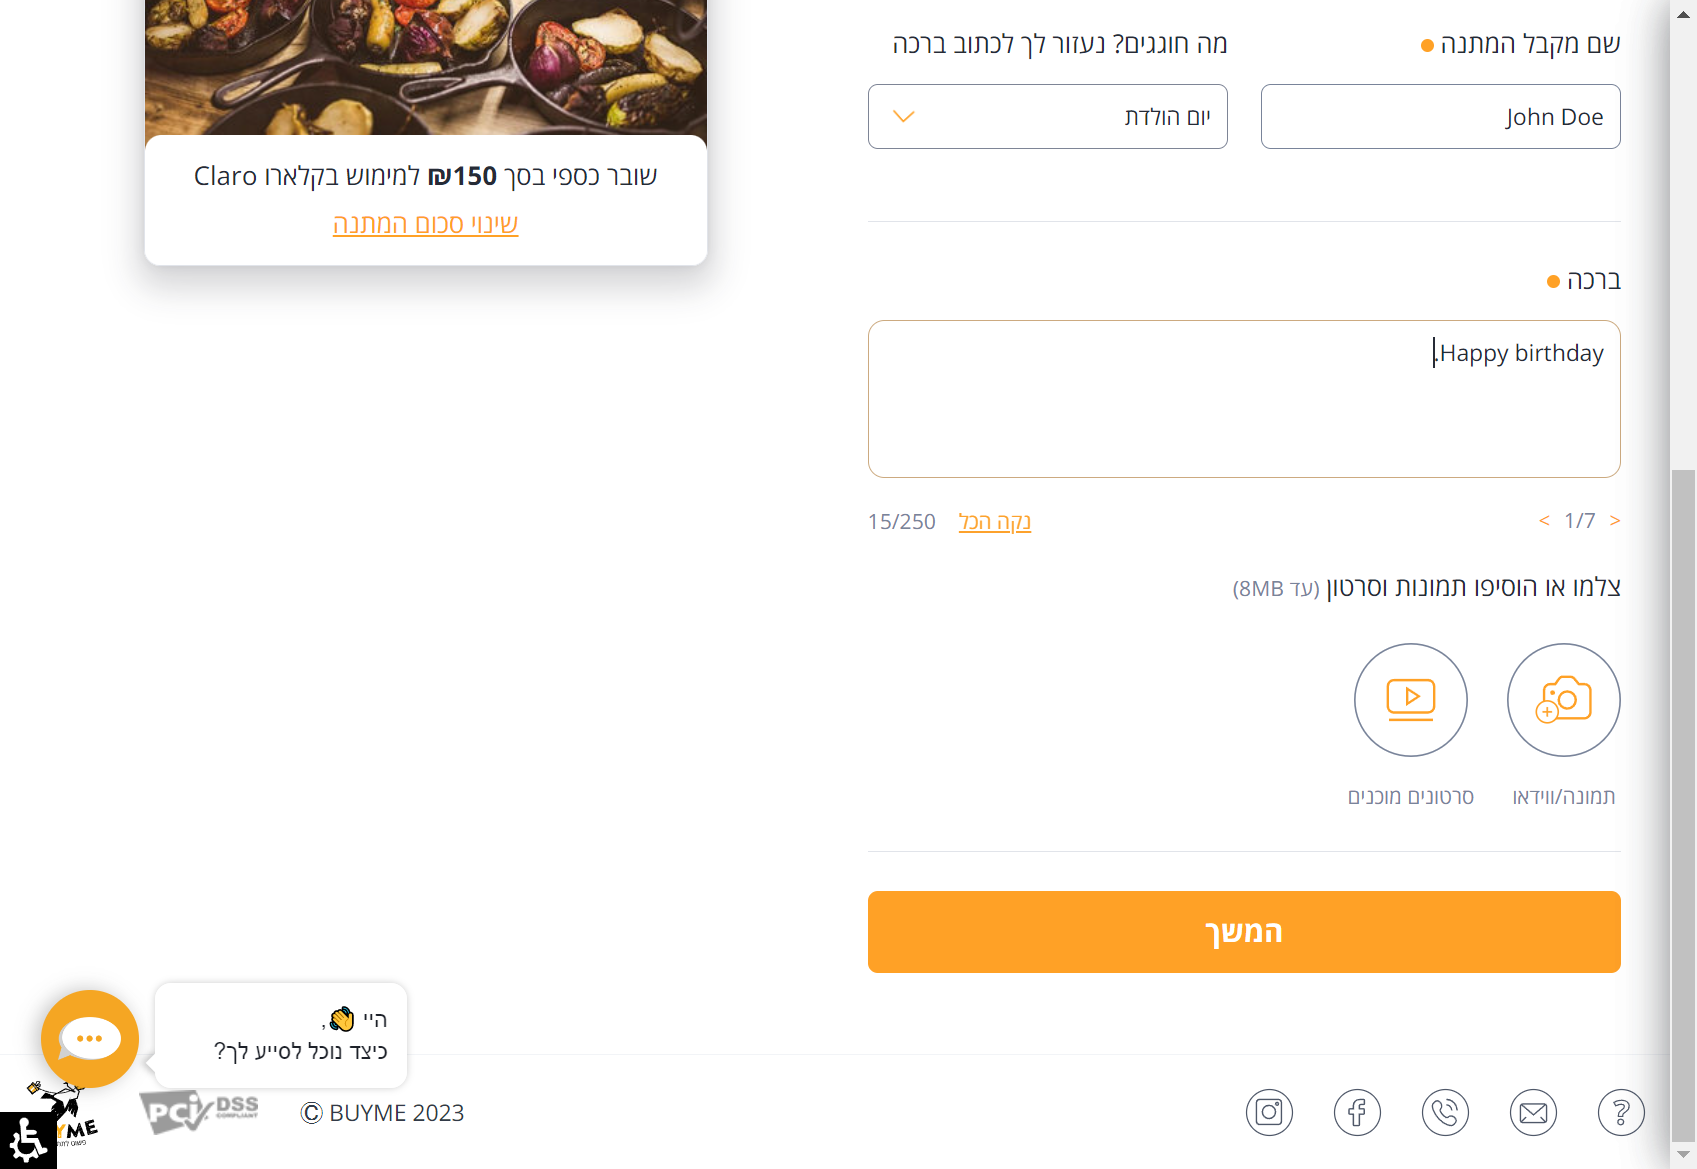 שם מקבל המתנה
John Doe
מה חוגגים? נעזור לך לכתוב ברכה
יום הולדת
ברכה
Happy birthday.
< 1/7 >
נקה הכל
15/250
צלמו או הוסיפו תמונות וסרטון (עד 8MB)
תמונה/ווידאו
סרטונים מוכנים
המשך
שובר כספי בסך 150₪ למימוש בקלארו Claro
שינוי סכום המתנה
היי 👋,
כיצד נוכל לסייע לך?
PCI DSS
COMPLIANT
© BUYME 2023
YME